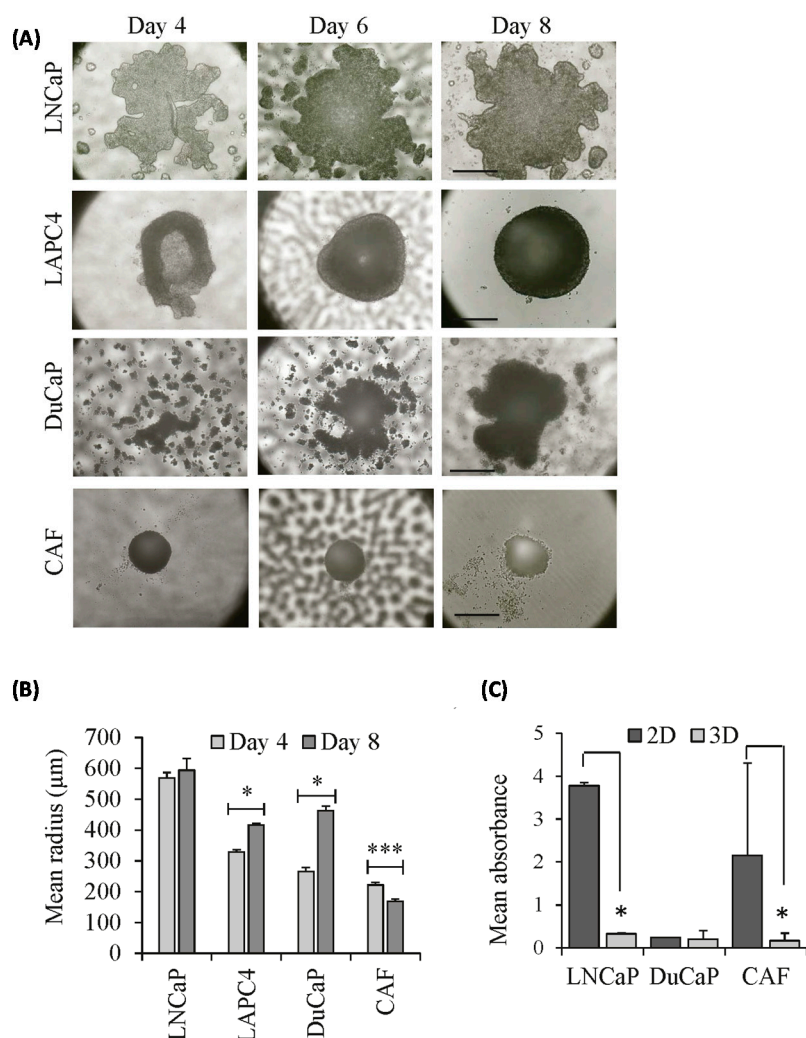 (A)
Day 4 Day 6 Day 8
LNCaP
LAPC4
DuCaP
CAF
(B)
Mean radius (µm)
700
600
500
400
300
200
100
0
Day 4 Day 8
*
*
***
LNCaP
LAPC4
DuCaP
CAF
(C)
Mean absorbance
5
4
3
2
1
0
2D 3D
*
*
LNCaP DuCaP CAF